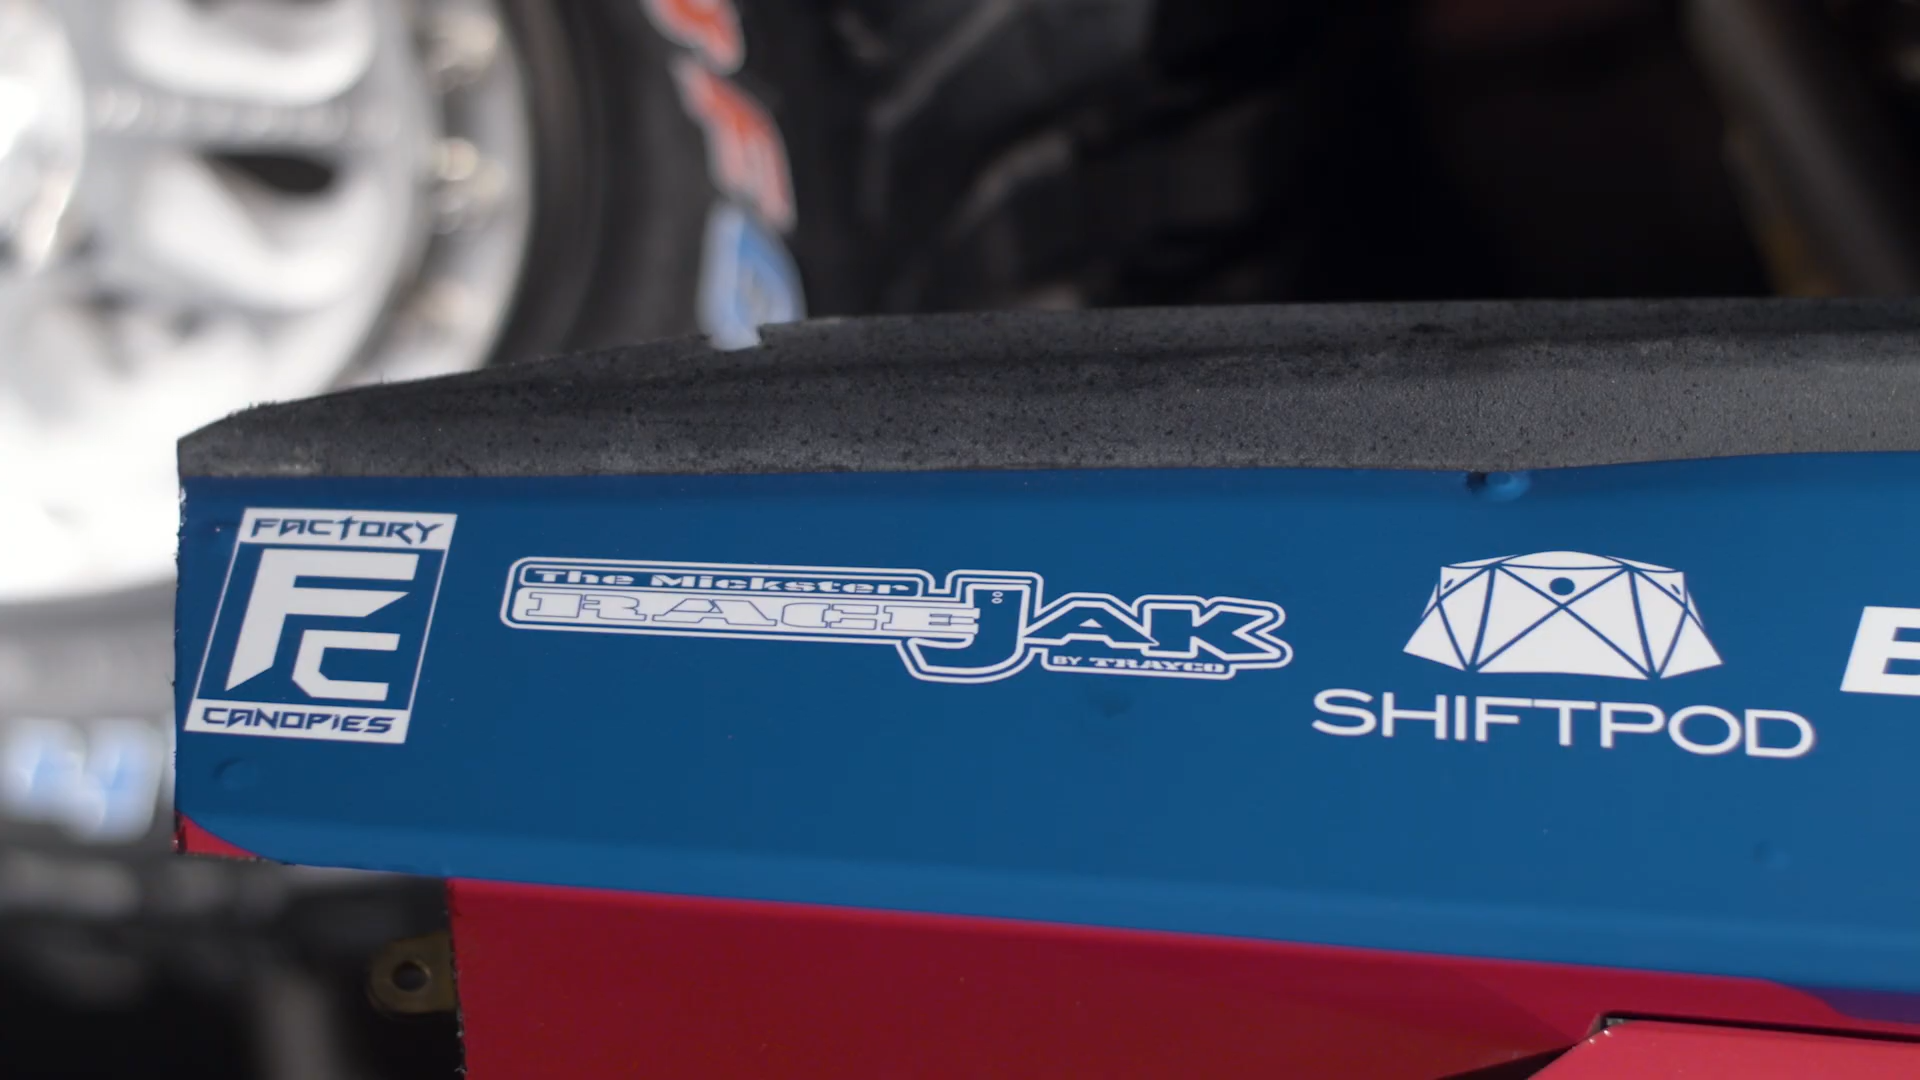 FACTORY
FC
CANOPIES
The Mickster
RACE JAK
BY TRAYCO
SHIFTPOD